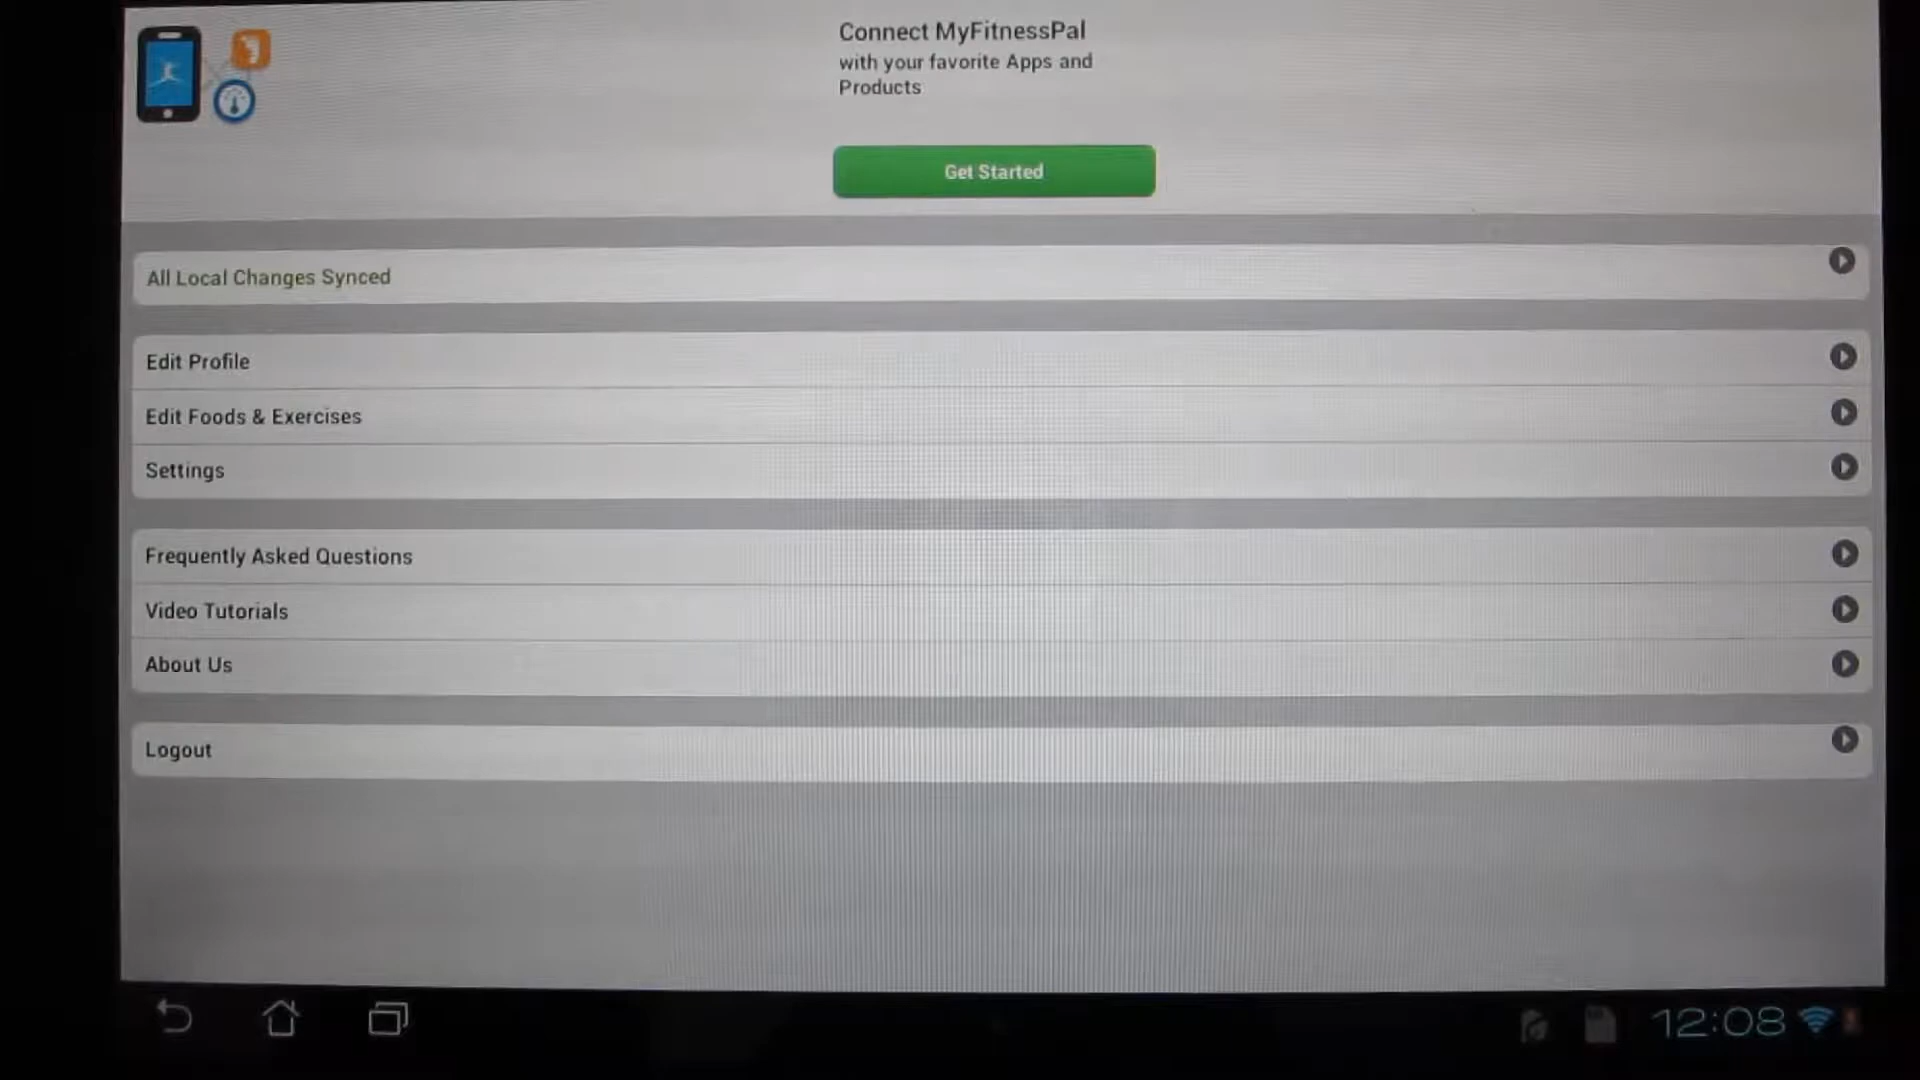 Connect MyFitnessPal
with your favorite Apps and
Products
Get Started
All Local Changes Synced
Edit Profile
Edit Foods & Exercises
Settings
Frequently Asked Questions
Video Tutorials
About Us
Logout
12:08